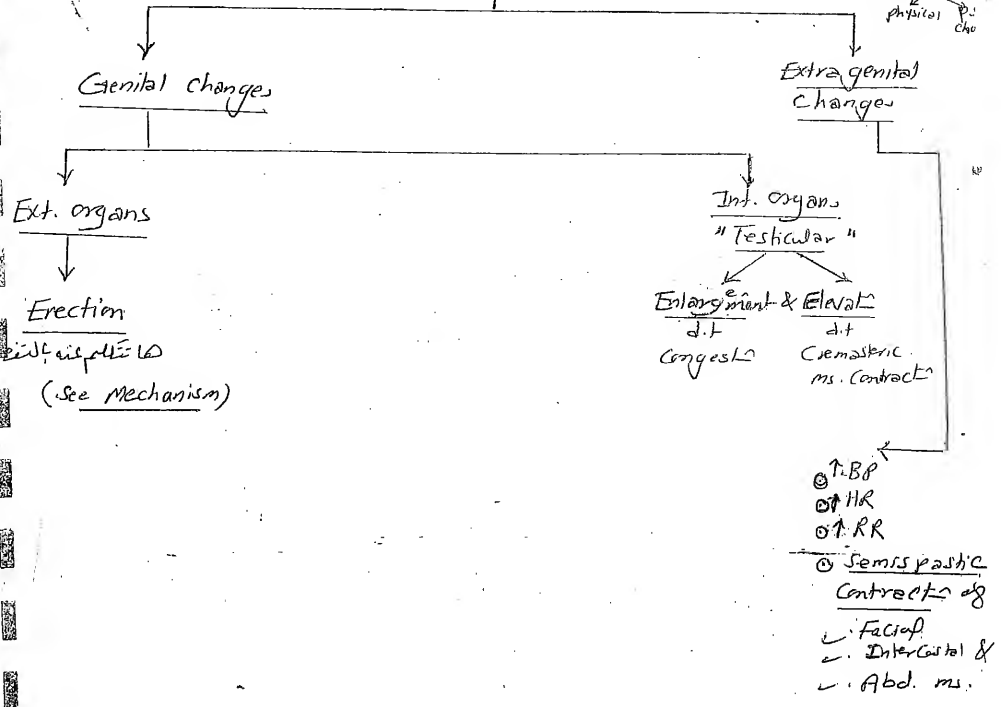 physical
Genital changes
Extra genital
changes
Ext. organs
Int. organs
"Testicular"
Erection
(see Mechanism)
Enlargement & Elevat⌒
d.t
d.t
Congest⌒
Cremasteric
ms. Contract⌒
↑ BP
↑ HR
↑ RR
Semispastic
Contract⌒ of
Facial
Intercostal &
Abd. ms.